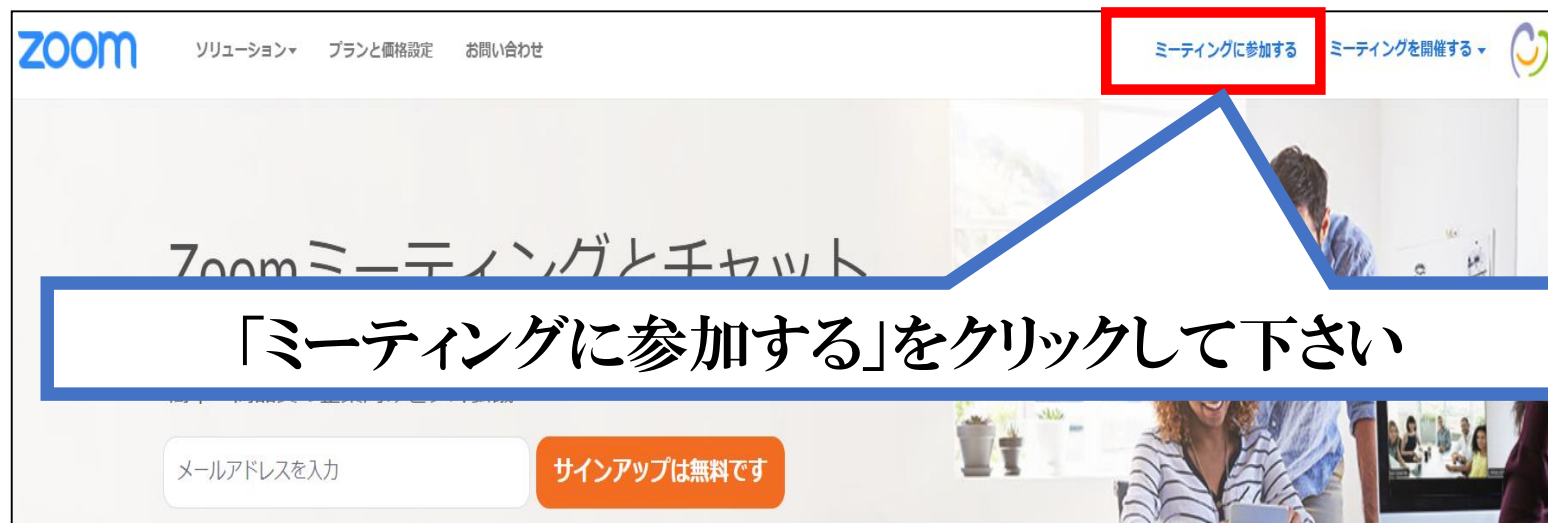 zoom ソリューション▾ プランと価格設定 お問い合わせ ミーティングに参加する ミーティングを開催する ▾
Zoomミーティングとチャット
「ミーティングに参加する」をクリックして下さい
メールアドレスを入力 サインアップは無料です